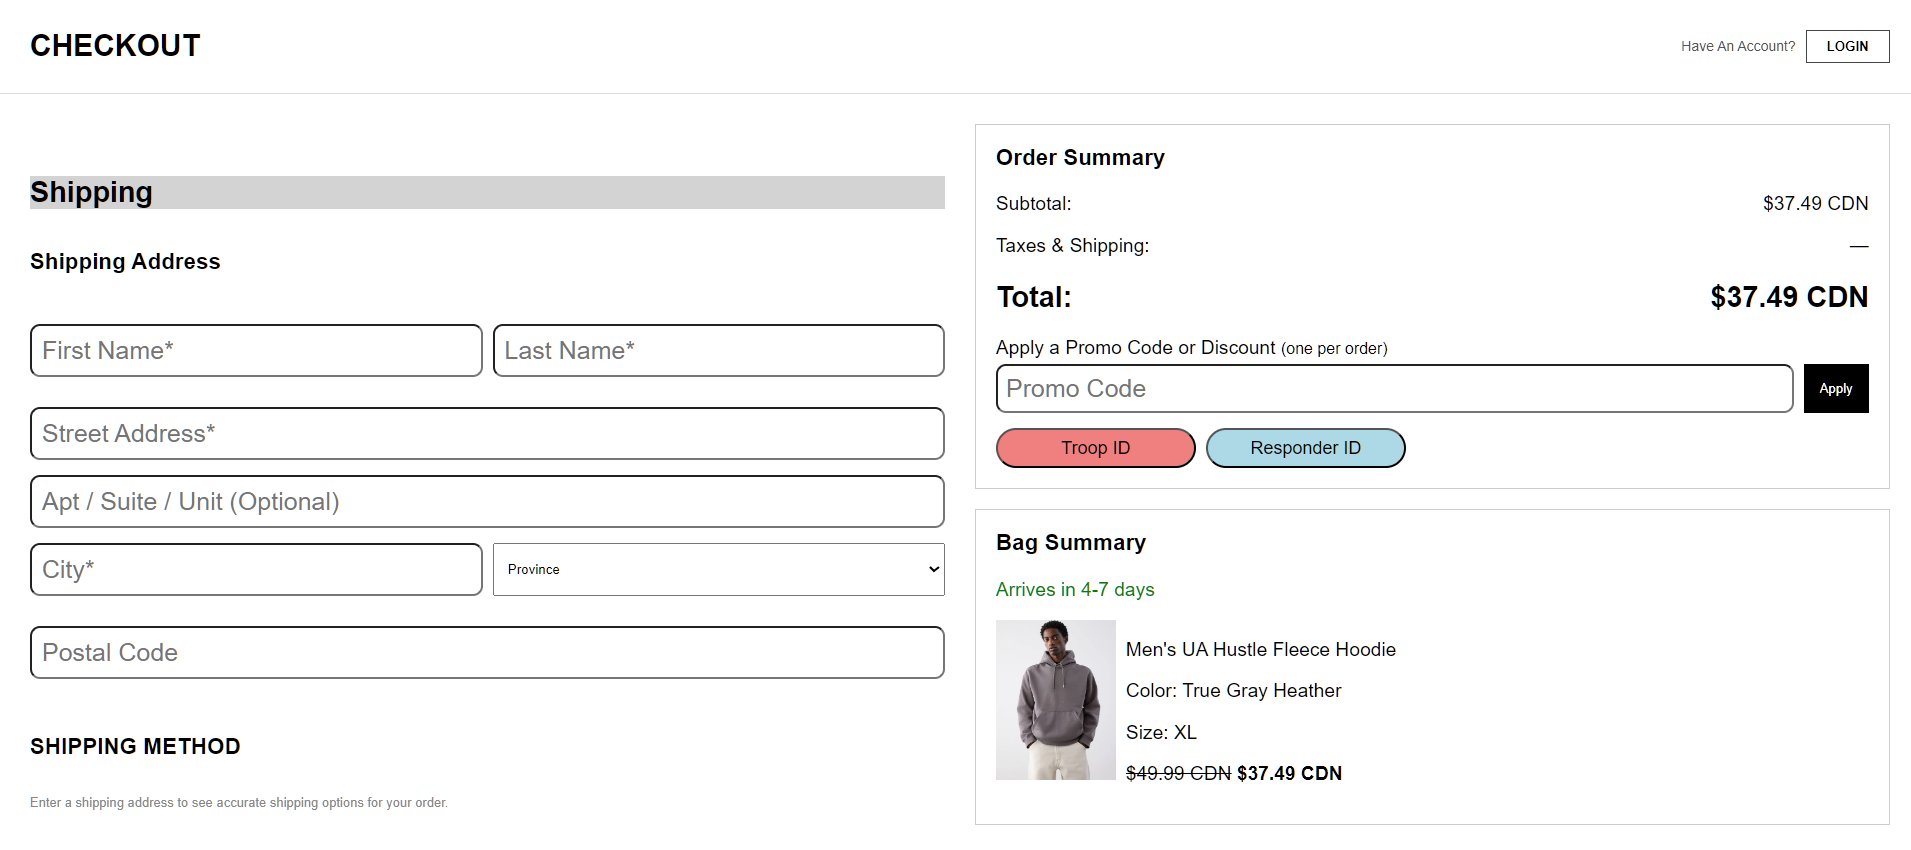 CHECKOUT
Have An Account?
LOGIN
Shipping
Shipping Address
First Name*
Last Name*
Street Address*
Apt / Suite / Unit (Optional)
City*
Province
Postal Code
SHIPPING METHOD
Enter a shipping address to see accurate shipping options for your order.
Order Summary
Subtotal: $37.49 CDN
Taxes & Shipping: —
Total: $37.49 CDN
Apply a Promo Code or Discount (one per order)
Promo Code
Apply
Troop ID
Responder ID
Bag Summary
Arrives in 4-7 days
Men's UA Hustle Fleece Hoodie
Color: True Gray Heather
Size: XL
$49.99 CDN $37.49 CDN